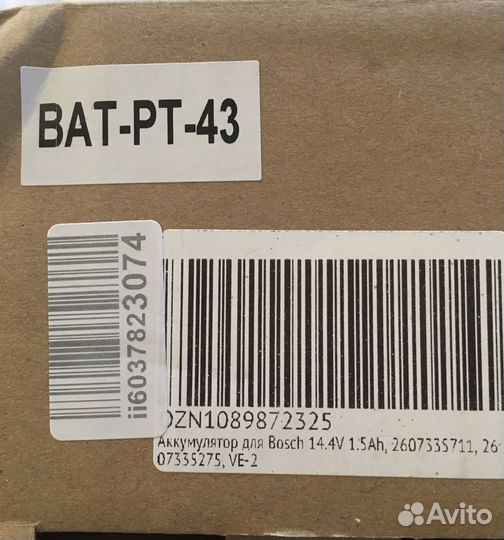 BAT-PT-43
ii6037823074
OZN1089872325
Аккумулятор для Bosch 14.4V 1.5Ah, 2607335711, 26
07335275, VE-2
Avito